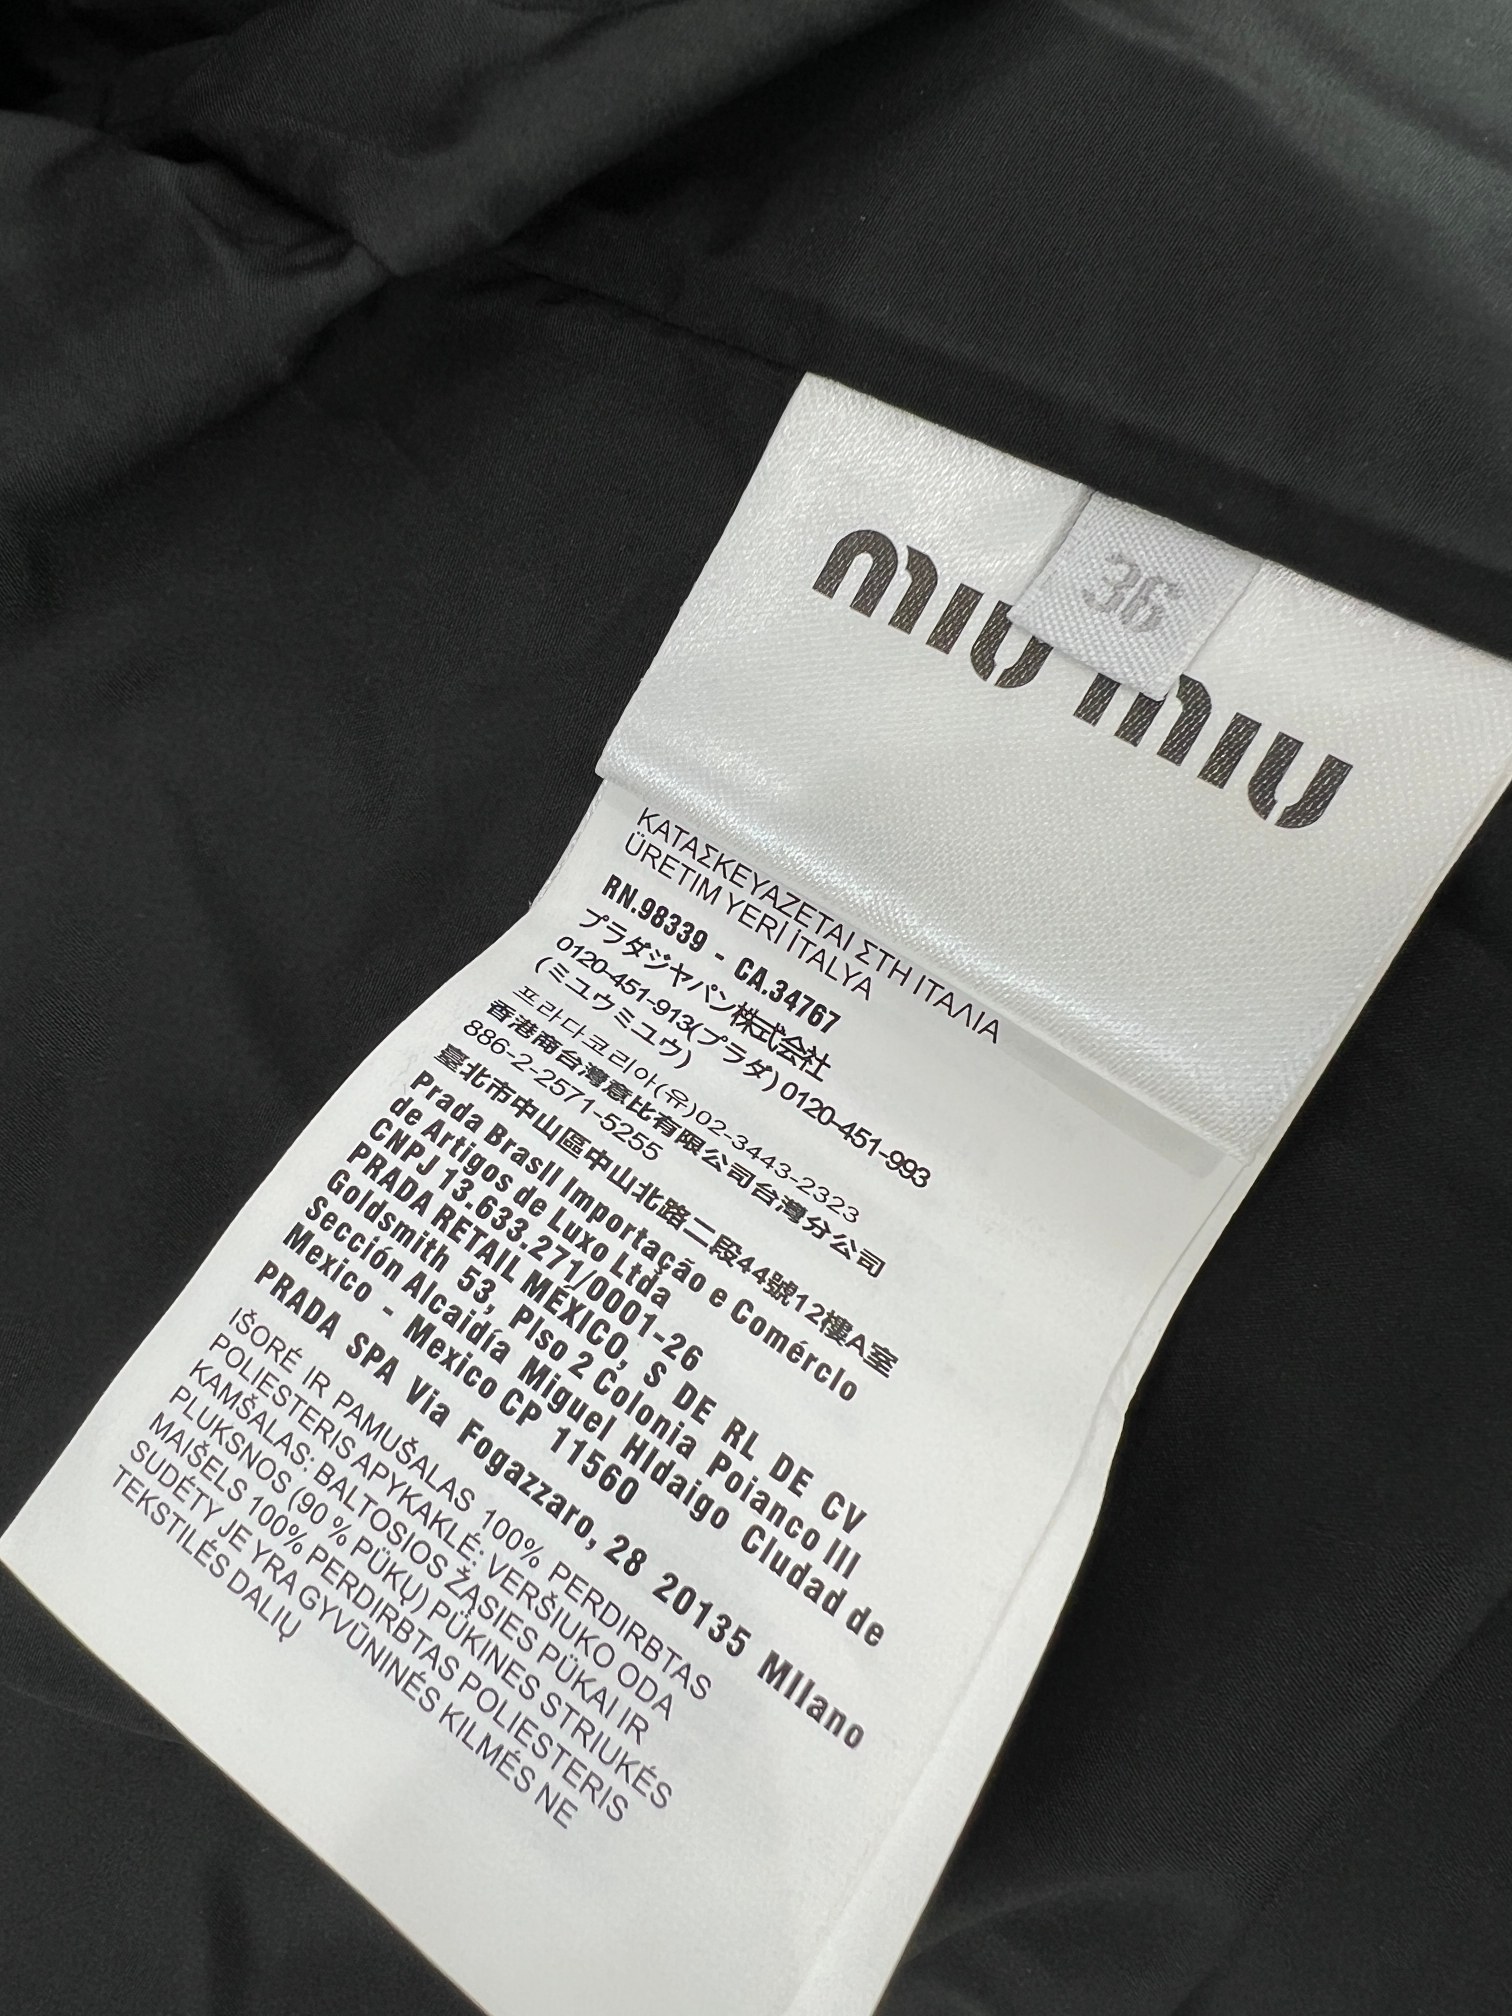 miu miu
36
ΚΑΤΑΣΚΕΥΑΖΕΤΑΙ ΣΤΗ ΙΤΑΛΙΑ
ÜRETIM YERİ İTALYA
RN.98339 - CA.34767
プラダジャパン株式会社
0120-451-913(プラダ) 0120-451-993
(ミュウミュウ)
프라다코리아(유)02-3443-2323
香港商台灣意比有限公司台灣分公司
886-2-2571-5255
臺北市中山區中山北路二段44號12樓A室
Prada Brasil Importação e Comércio
de Artigos de Luxo Ltda
CNPJ 13.633.271/0001-26
PRADA RETAIL MÉXICO, S DE RL DE CV
Goldsmith 53, Piso 2 Colonia Poianco III
Sección Alcaidía Miguel Hidaigo Ciudad de
Mexico - Mexico CP 11560
PRADA SPA Via Fogazzaro, 28 20135 Milano
IŠORĖ IR PAMUŠALAS 100% PERDIRBTAS
POLIESTERIS APYKAKLĖ: VERŠIUKO ODA
KAMŠALAS: BALTOSIOS ŽĄSIES PŪKAI IR
PLUKSNOS (90 % PŪKŲ) PŪKINES STRIUKĖS
MAIŠELS 100% PERDIRBTAS POLIESTERIS
SUDĖTY JE YRA GYVŪNINĖS KILMĖS NE
TEKSTILĖS DALIŲ